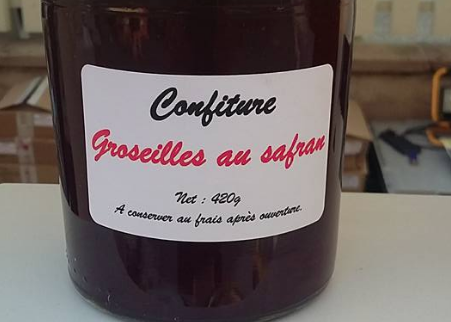 Confiture
Groseilles au safran
Net : 420g
A conserver au frais après ouverture.